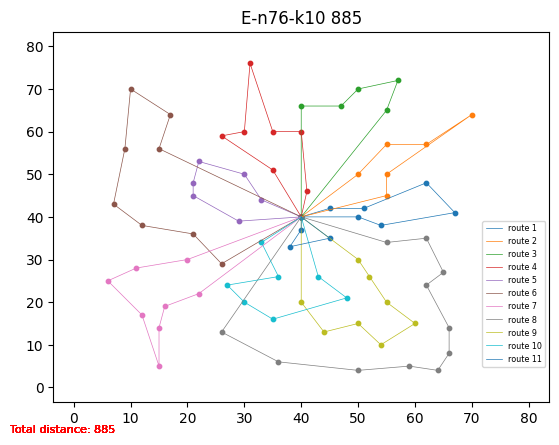 E-n76-k10 885
80
70
60
50
40
30
20
10
0
0 10 20 30 40 50 60 70 80
route 1
route 2
route 3
route 4
route 5
route 6
route 7
route 8
route 9
route 10
route 11
Total distance: 885